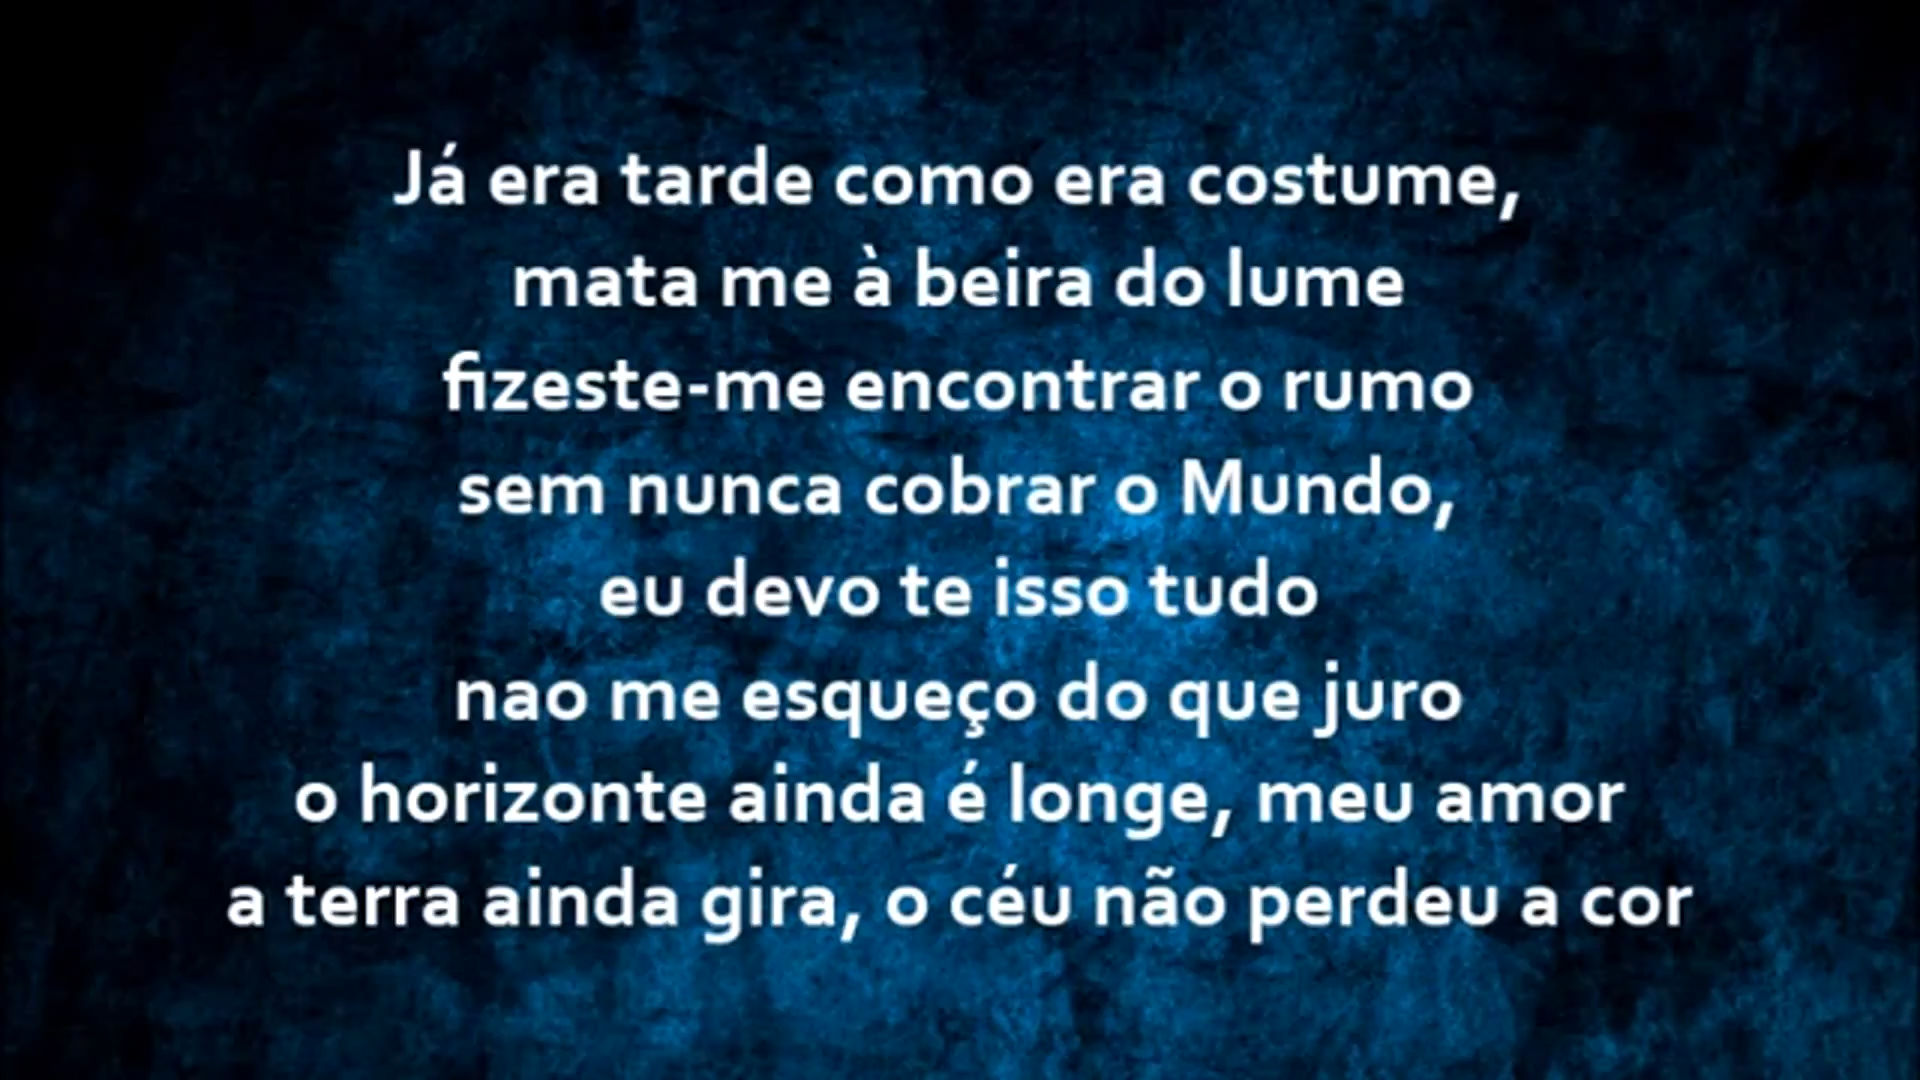 Já era tarde como era costume,
mata me à beira do lume
fizeste-me encontrar o rumo
sem nunca cobrar o Mundo,
eu devo te isso tudo
nao me esqueço do que juro
o horizonte ainda é longe, meu amor
a terra ainda gira, o céu não perdeu a cor